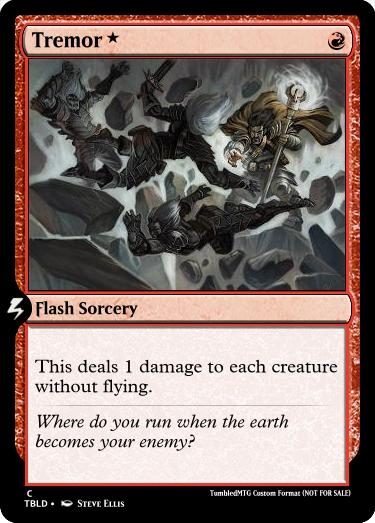 Tremor ★
Flash Sorcery
This deals 1 damage to each creature
without flying.
Where do you run when the earth
becomes your enemy?
C
TBLD • Steve Ellis
TumbledMTG Custom Format (NOT FOR SALE)